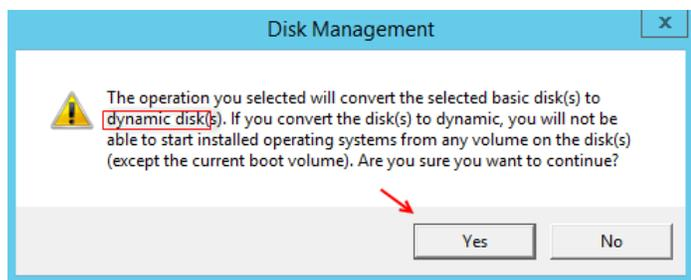 Disk Management
x
The operation you selected will convert the selected basic disk(s) to
dynamic disk(s). If you convert the disk(s) to dynamic, you will not be
able to start installed operating systems from any volume on the disk(s)
(except the current boot volume). Are you sure you want to continue?
Yes
No